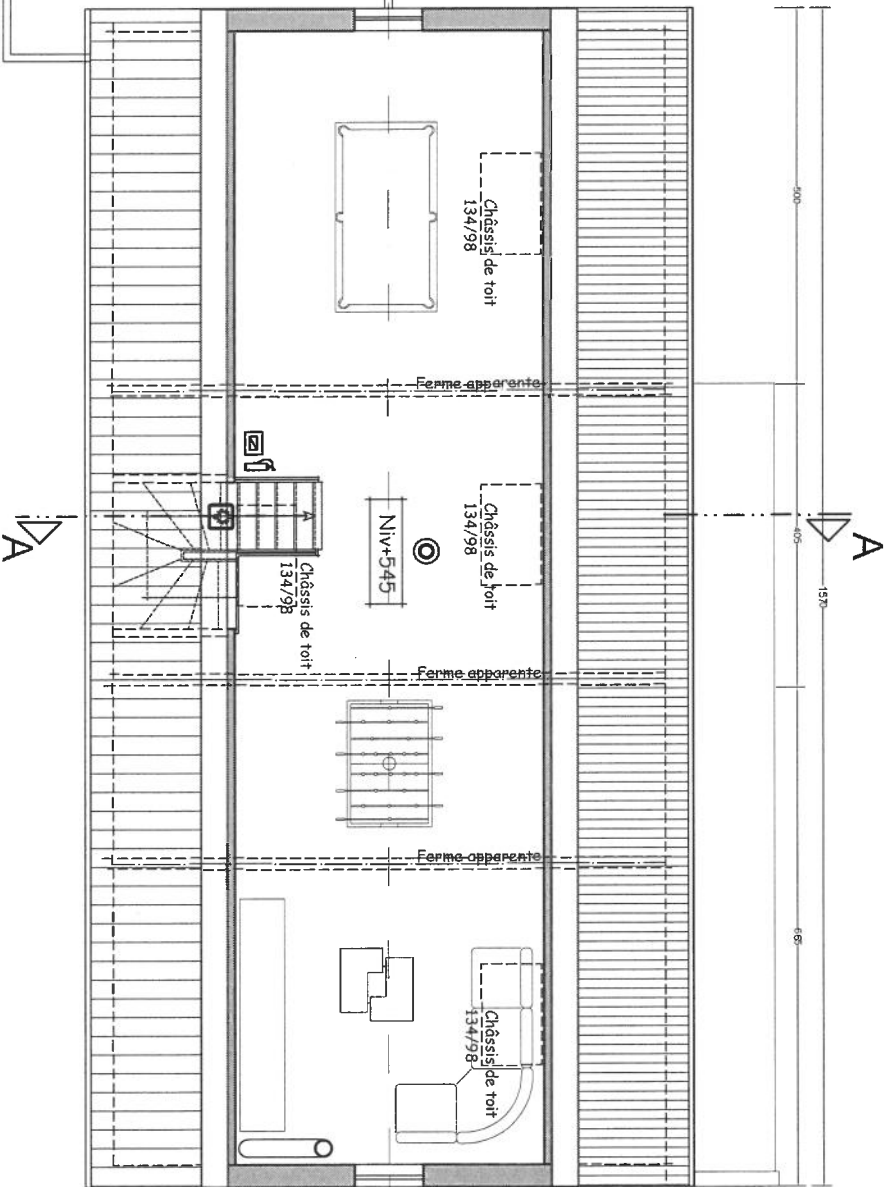 500
Châssis de toit
134/98
Ferme apparente
A
A
405
1570
Châssis de toit
134/98
Niv+545
Châssis de toit
134/98
Ferme apparente
Ferme apparente
665
Châssis de toit
134/98